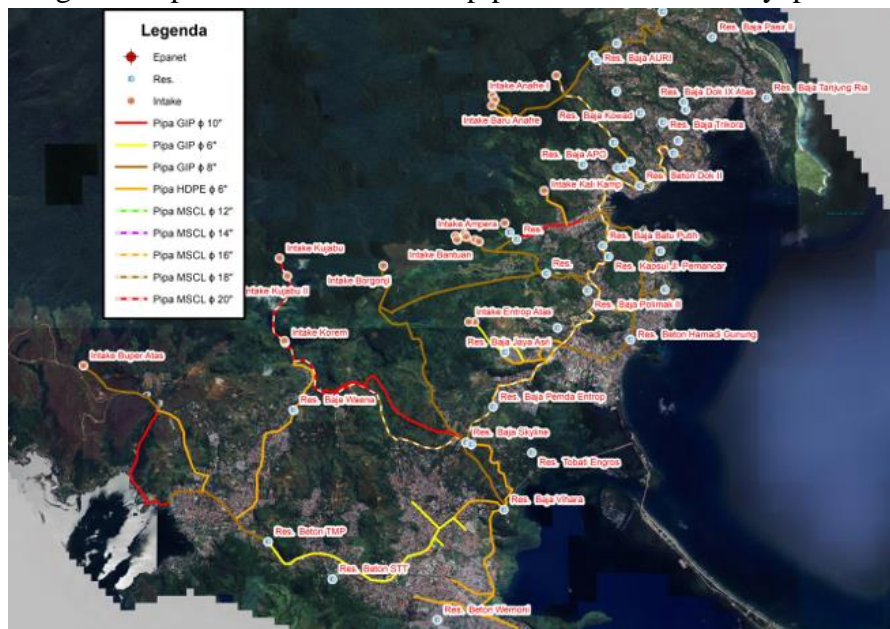 Legenda
Epanet
Res.
Intake
Pipa GIP ϕ 10"
Pipa GIP ϕ 6"
Pipa GIP ϕ 8"
Pipa HDPE ϕ 6"
Pipa MSCL ϕ 12"
Pipa MSCL ϕ 14"
Pipa MSCL ϕ 16"
Pipa MSCL ϕ 18"
Pipa MSCL ϕ 20"
Res. Baja Pasir II
Res. Baja AURI
Intake Anafre I
Res. Baja Dok IX Atas
Res. Baja Tanjung Ria
Intake Baru Anafre
Res. Baja Kowad
Res. Baja Trikora
Res. Baja APO
Res. Beton Dok II
Intake Kali Kamp
Intake Ampera
Res.
Res. Baja Batu Putih
Intake Bantuan
Intake Kujabu
Res. Kapsul Jl. Pemancar
Intake Borgonji
Res.
Intake Kujabu II
Res. Baja Polimak II
Intake Entrop Atas
Intake Korem
Res. Baja Jaya Asri
Res. Beton Hamadi Gunung
Intake Buper Atas
Res. Baja Waena
Res. Baja Pemda Entrop
Res. Baja Skyline
Res. Tobati Engros
Res. Baja Vihara
Res. Beton TMP
Res. Beton STT
Res. Beton Wemoni